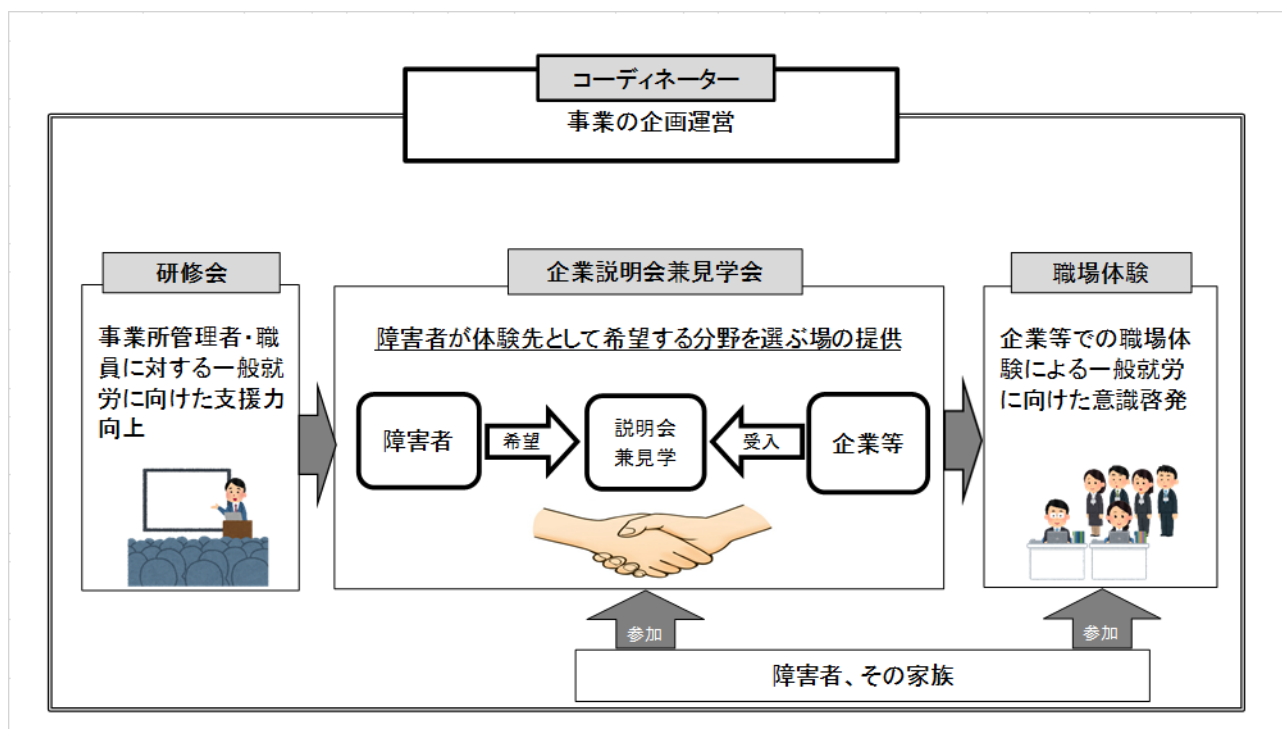 コーディネーター
事業の企画運営
研修会
事業所管理者・職
員に対する一般就
労に向けた支援力
向上
企業説明会兼見学会
障害者が体験先として希望する分野を選ぶ場の提供
障害者
希望
説明会
兼見学
受入
企業等
職場体験
企業等での職場体
験による一般就労
に向けた意識啓発
参加
参加
障害者、その家族